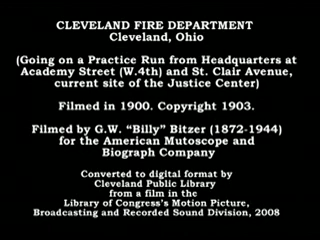 CLEVELAND FIRE DEPARTMENT
Cleveland, Ohio
(Going on a Practice Run from Headquarters at
Academy Street (W.4th) and St. Clair Avenue,
current site of the Justice Center)
Filmed in 1900. Copyright 1903.
Filmed by G.W. “Billy” Bitzer (1872-1944)
for the American Mutoscope and
Biograph Company
Converted to digital format by
Cleveland Public Library
from a film in the
Library of Congress’s Motion Picture,
Broadcasting and Recorded Sound Division, 2008